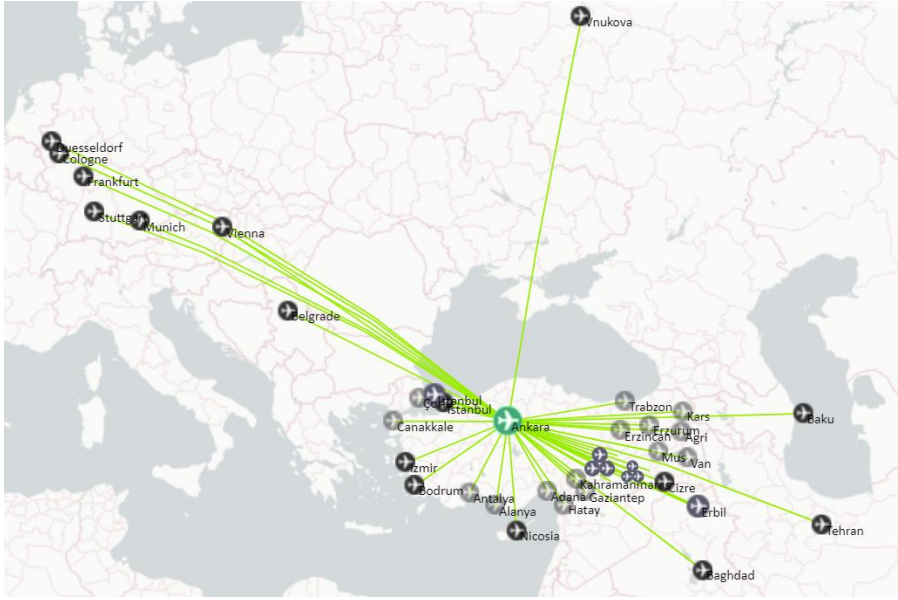 Vnukova
Duesseldorf
Cologne
Frankfurt
Stuttgart
Munich
Vienna
Belgrade
Istanbul
Istanbul
Canakkale
Ankara
Trabzon
Kars
Erzurum
Erzincan
Agri
Baku
Mus
Van
Izmir
Bodrum
Kahramanmaras
Cizre
Antalya
Adana
Gaziantep
Alanya
Hatay
Erbil
Nicosia
Tehran
Baghdad